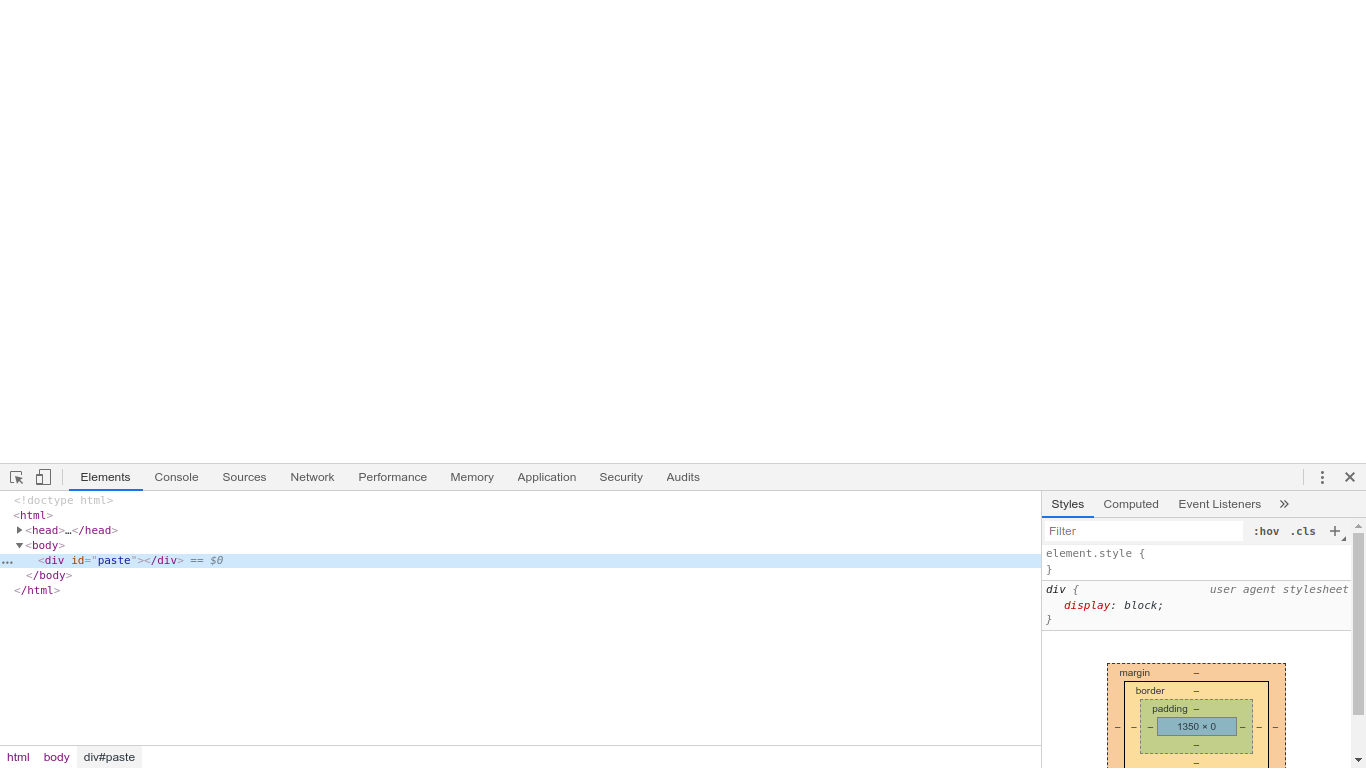 Elements Console Sources Network Performance Memory Application Security Audits
<!doctype html>
<html>
<head>…</head>
<body>
<div id="paste"></div> == $0
</body>
</html>
html body div#paste
Styles Computed Event Listeners »
Filter :hov .cls +
element.style {
}
div { user agent stylesheet
display: block;
}
margin –
border –
padding –
– – – 1350 × 0 – – –
–
–